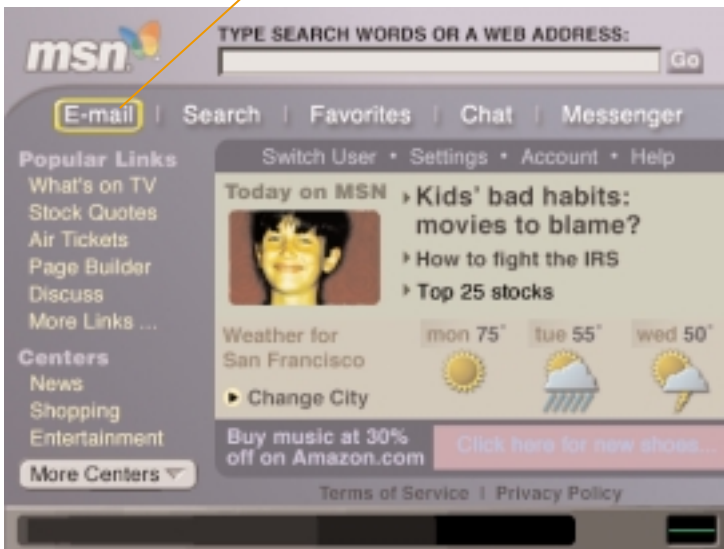 msn
TYPE SEARCH WORDS OR A WEB ADDRESS:
Go
E-mail | Search | Favorites | Chat | Messenger
Popular Links
What's on TV
Stock Quotes
Air Tickets
Page Builder
Discuss
More Links ...
Centers
News
Shopping
Entertainment
More Centers
Switch User • Settings • Account • Help
Today on MSN
Kids' bad habits:
movies to blame?
How to fight the IRS
Top 25 stocks
Weather for
San Francisco
Change City
mon 75°
tue 55°
wed 50°
Buy music at 30%
off on Amazon.com
Click here for new shoes...
Terms of Service | Privacy Policy